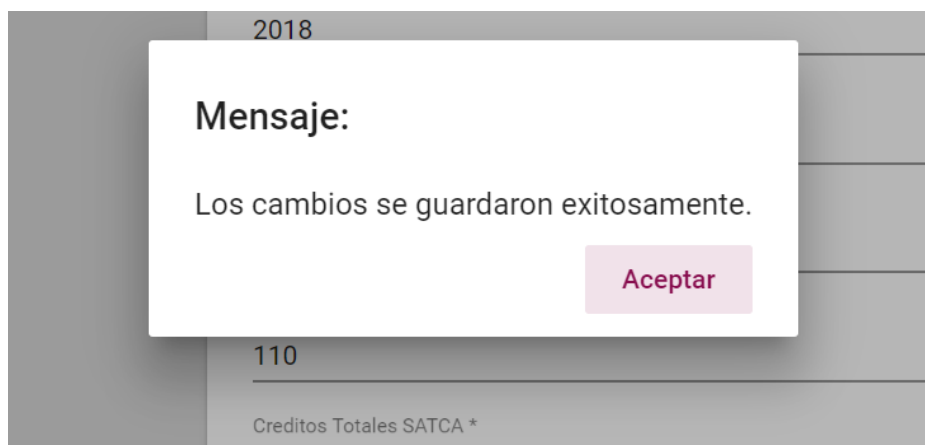 2018
Mensaje:
Los cambios se guardaron exitosamente.
Aceptar
110
Creditos Totales SATCA *